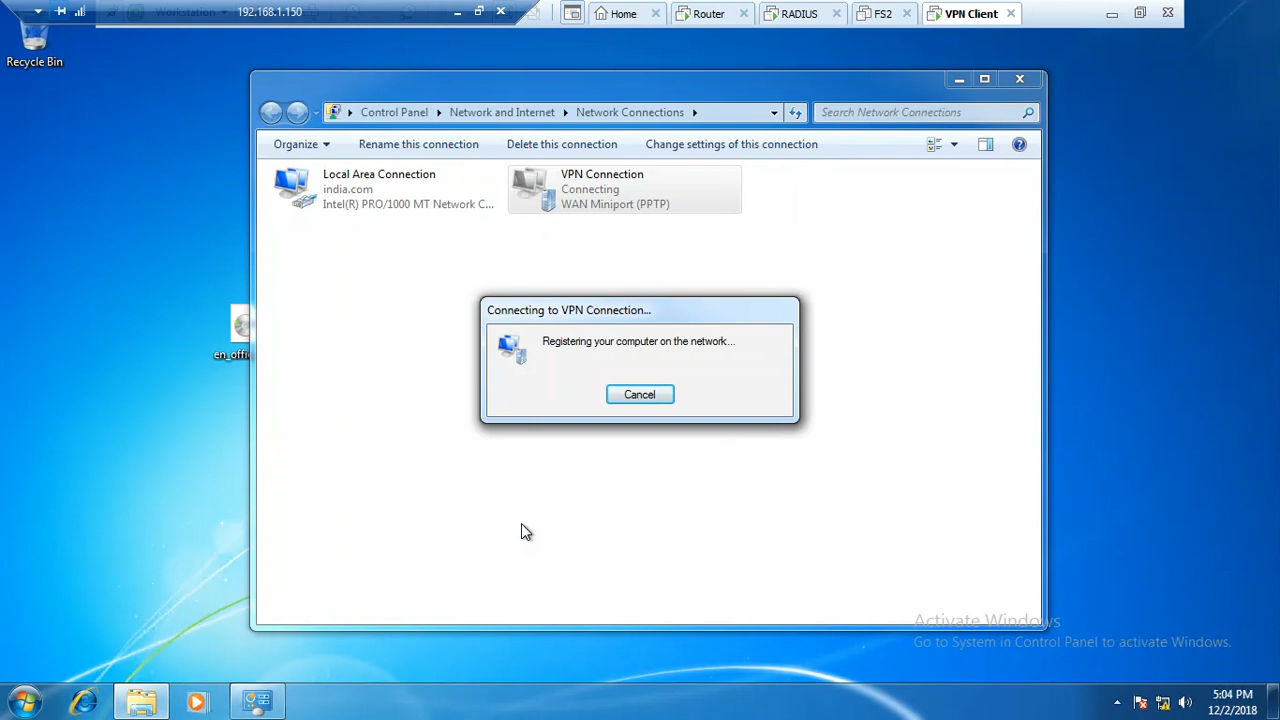 Workstation
192.168.1.150
Home
Router
RADIUS
FS2
VPN Client
Recycle Bin
Control Panel
Network and Internet
Network Connections
Search Network Connections
Organize
Rename this connection
Delete this connection
Change settings of this connection
Local Area Connection
india.com
Intel(R) PRO/1000 MT Network C...
VPN Connection
Connecting
WAN Miniport (PPTP)
Connecting to VPN Connection...
Registering your computer on the network...
Cancel
en_offi
Activate Windows
Go to System in Control Panel to activate Windows.
5:04 PM
12/2/2018